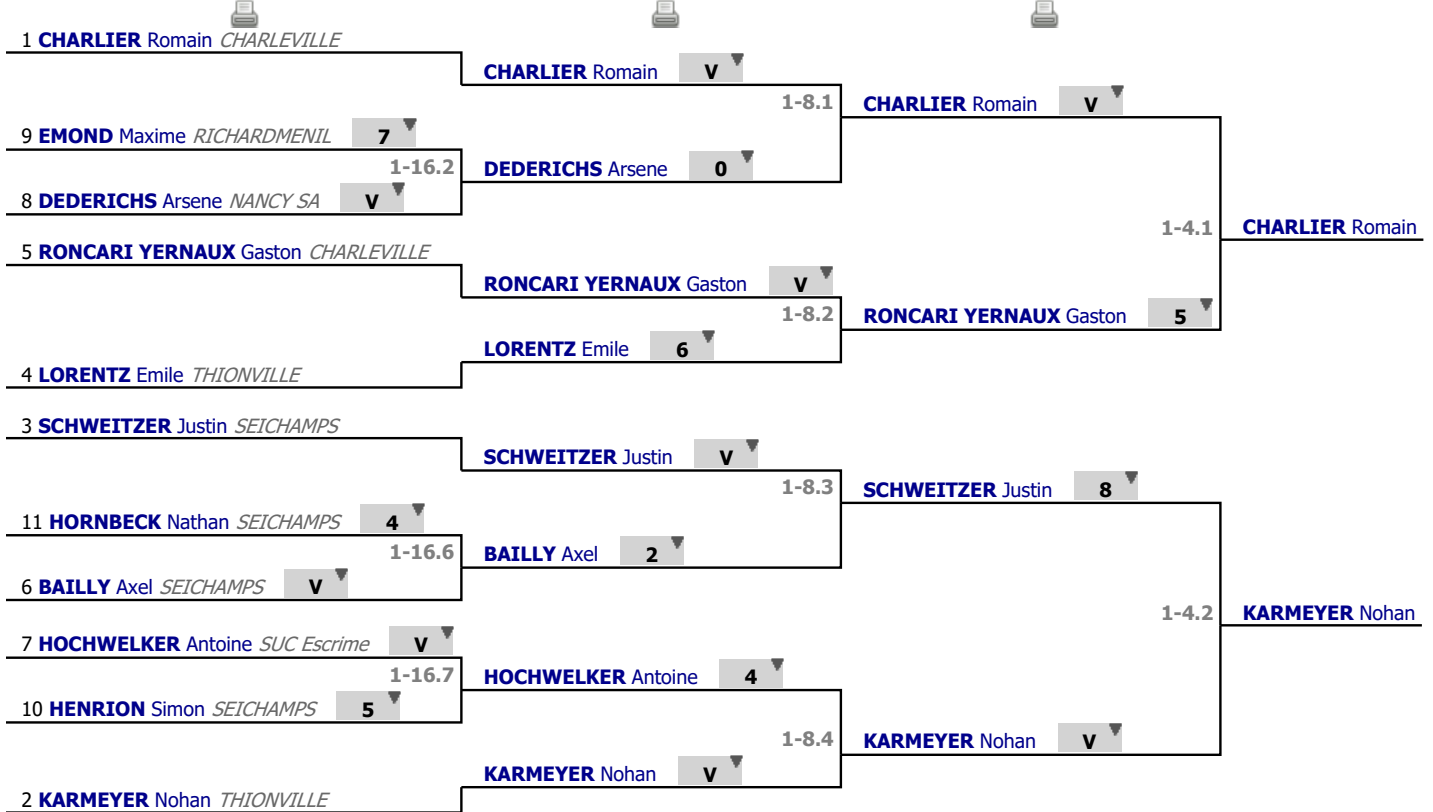 1 CHARLIER Romain CHARLEVILLE
9 EMOND Maxime RICHARDMENIL 7
1-16.2
8 DEDERICHS Arsene NANCY SA V
5 RONCARI YERNAUX Gaston CHARLEVILLE
4 LORENTZ Emile THIONVILLE
3 SCHWEITZER Justin SEICHAMPS
11 HORNBECK Nathan SEICHAMPS 4
1-16.6
6 BAILLY Axel SEICHAMPS V
7 HOCHWELKER Antoine SUC Escrime V
1-16.7
10 HENRION Simon SEICHAMPS 5
2 KARMEYER Nohan THIONVILLE
CHARLIER Romain V
1-8.1
DEDERICHS Arsene 0
RONCARI YERNAUX Gaston V
1-8.2
LORENTZ Emile 6
SCHWEITZER Justin V
1-8.3
BAILLY Axel 2
HOCHWELKER Antoine 4
1-8.4
KARMEYER Nohan V
CHARLIER Romain V
1-4.1
RONCARI YERNAUX Gaston 5
SCHWEITZER Justin 8
1-4.2
KARMEYER Nohan V
CHARLIER Romain
KARMEYER Nohan